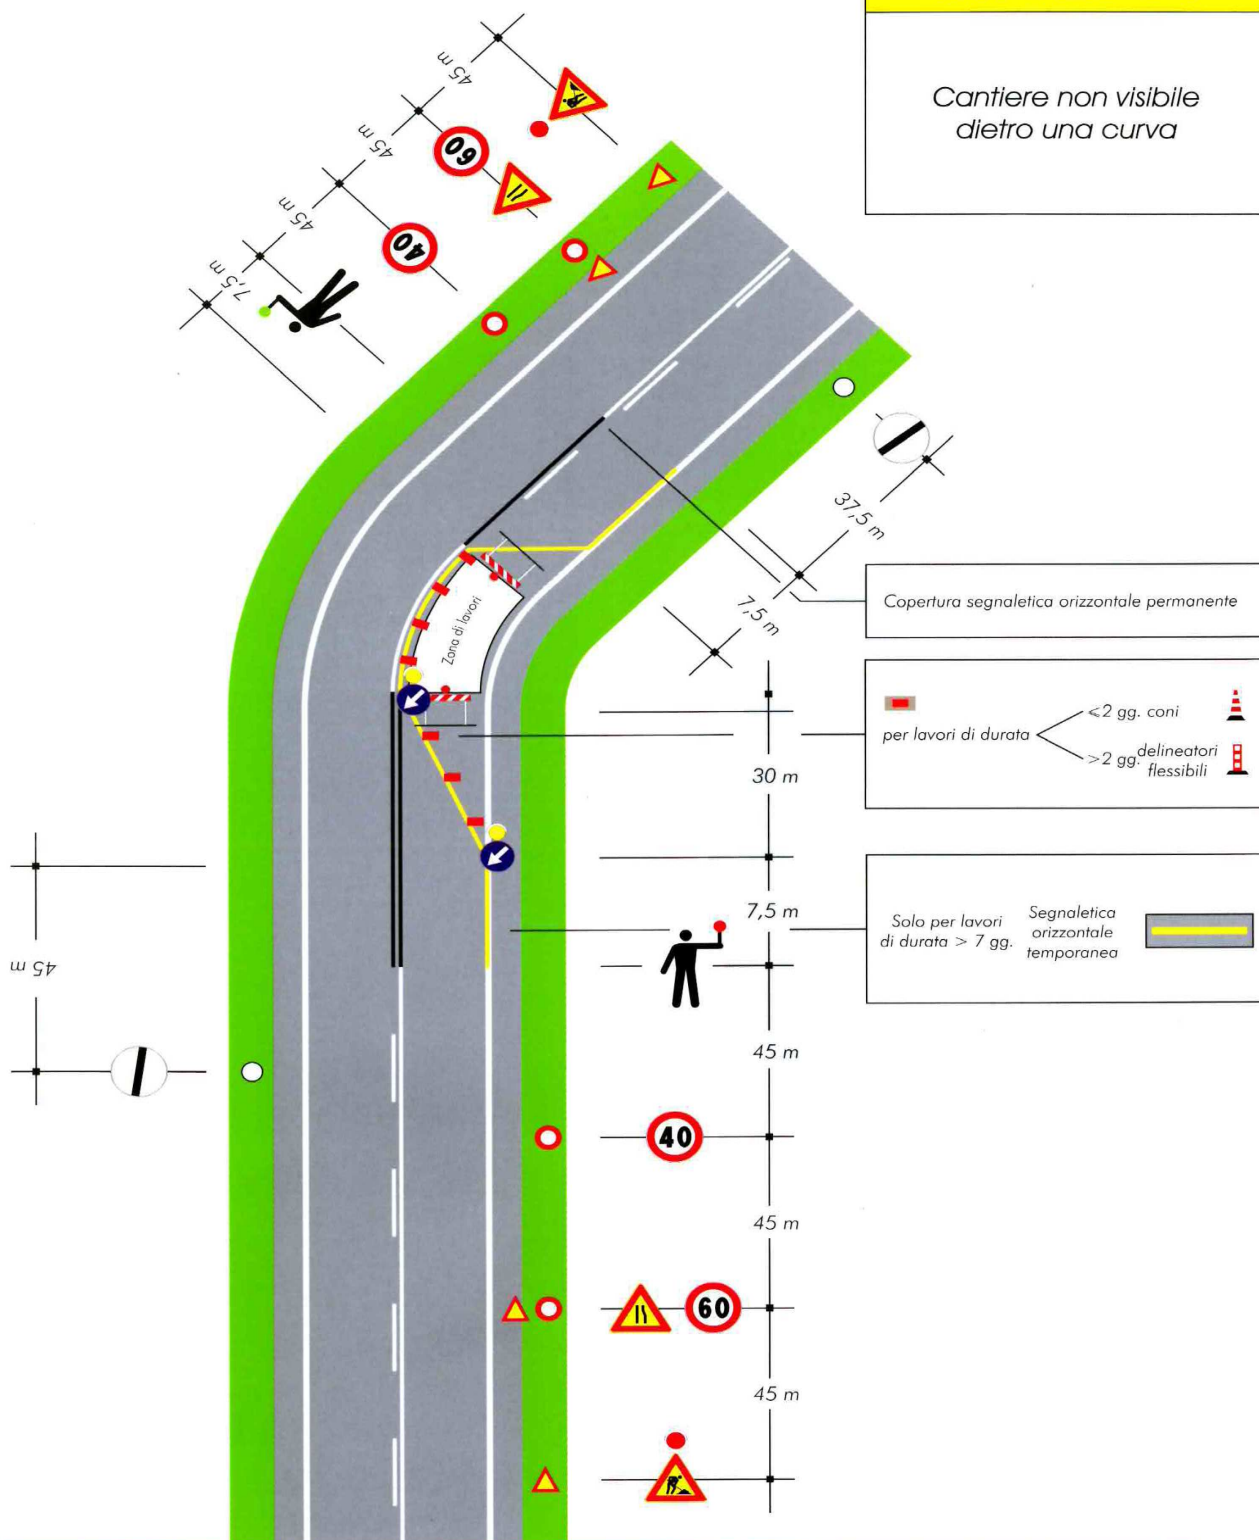 Cantiere non visibile
dietro una curva
45 m
45 m
60
45 m
40
7,5 m
37,5 m
7,5 m
Copertura segnaletica orizzontale permanente
Zona di lavori
per lavori di durata
≤2 gg. coni
>2 gg. delineatori
flessibili
30 m
7,5 m
Solo per lavori
di durata > 7 gg.
Segnaletica
orizzontale
temporanea
45 m
45 m
40
45 m
60
45 m